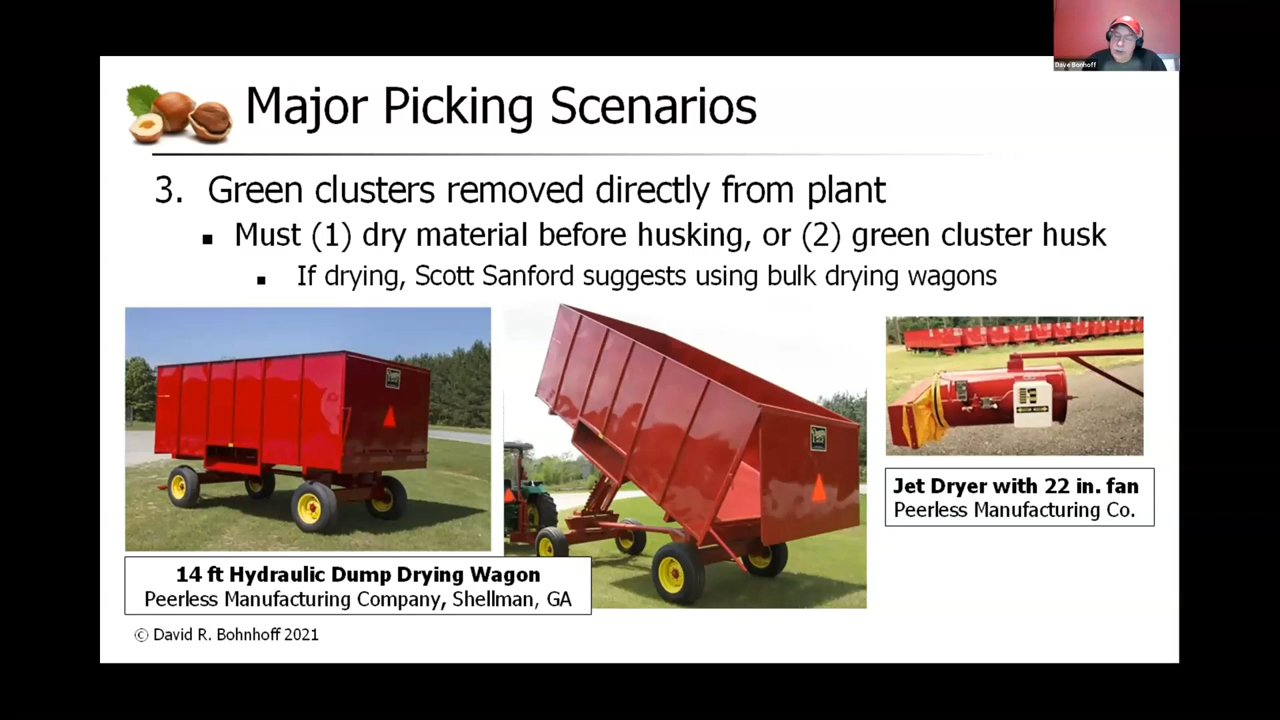 Dave Bohnhoff
Major Picking Scenarios
3. Green clusters removed directly from plant
▪ Must (1) dry material before husking, or (2) green cluster husk
▪ If drying, Scott Sanford suggests using bulk drying wagons
Jet Dryer with 22 in. fan
Peerless Manufacturing Co.
14 ft Hydraulic Dump Drying Wagon
Peerless Manufacturing Company, Shellman, GA
© David R. Bohnhoff 2021